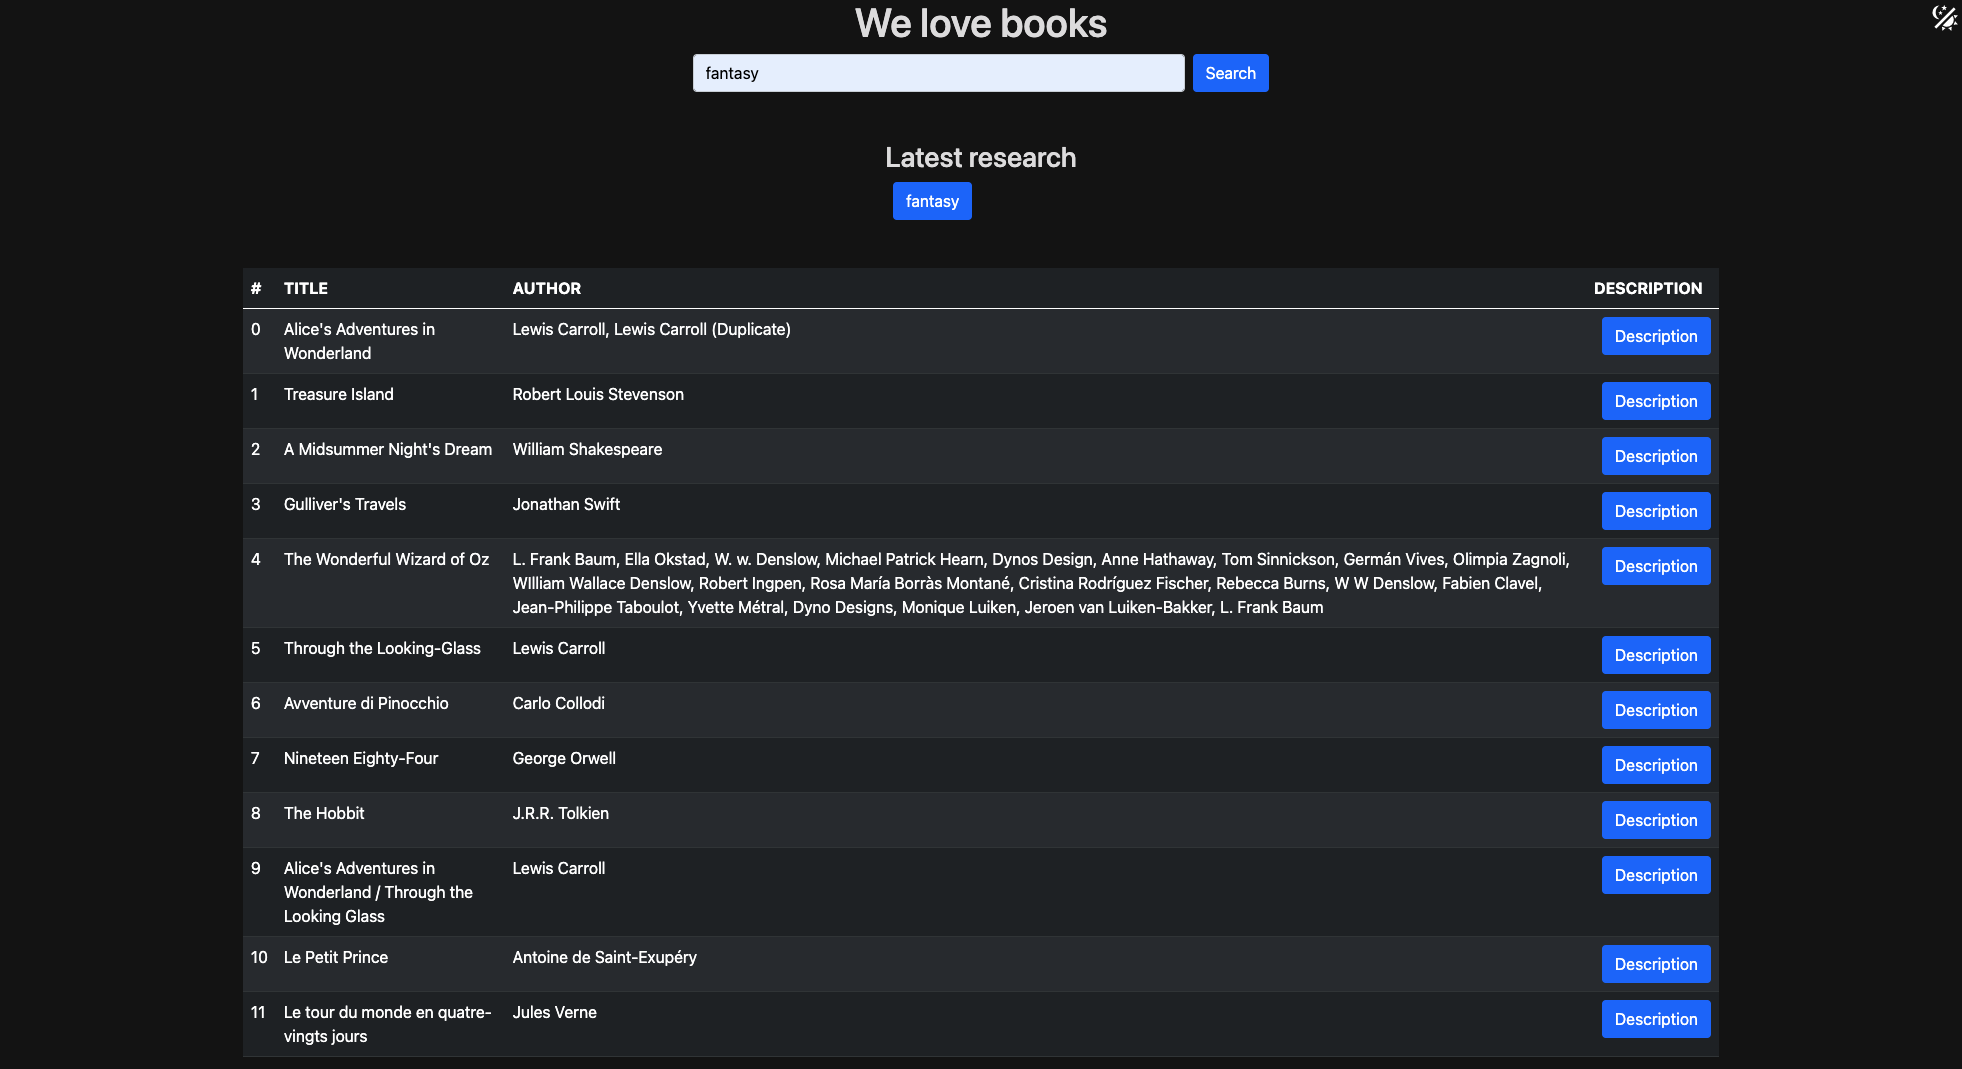 We love books
fantasy
Search
Latest research
fantasy
# TITLE AUTHOR DESCRIPTION
0 Alice's Adventures in Lewis Carroll, Lewis Carroll (Duplicate) Description
Wonderland
1 Treasure Island Robert Louis Stevenson Description
2 A Midsummer Night's Dream William Shakespeare Description
3 Gulliver's Travels Jonathan Swift Description
4 The Wonderful Wizard of Oz L. Frank Baum, Ella Okstad, W. w. Denslow, Michael Patrick Hearn, Dynos Design, Anne Hathaway, Tom Sinnickson, Germán Vives, Olimpia Zagnoli, Description
WIlliam Wallace Denslow, Robert Ingpen, Rosa María Borràs Montané, Cristina Rodríguez Fischer, Rebecca Burns, W W Denslow, Fabien Clavel,
Jean-Philippe Taboulot, Yvette Métral, Dyno Designs, Monique Luiken, Jeroen van Luiken-Bakker, L. Frank Baum
5 Through the Looking-Glass Lewis Carroll Description
6 Avventure di Pinocchio Carlo Collodi Description
7 Nineteen Eighty-Four George Orwell Description
8 The Hobbit J.R.R. Tolkien Description
9 Alice's Adventures in Lewis Carroll Description
Wonderland / Through the
Looking Glass
10 Le Petit Prince Antoine de Saint-Exupéry Description
11 Le tour du monde en quatre- Jules Verne Description
vingts jours